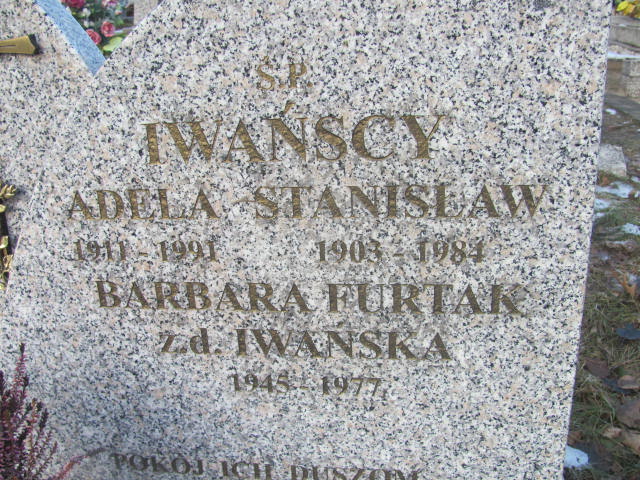 Ś.P.
IWAŃSCY
ADELA STANISŁAW
1911 - 1991 1903 - 1984
BARBARA FURTAK
z.d. IWAŃSKA
1945 - 1977
POKÓJ ICH DUSZOM